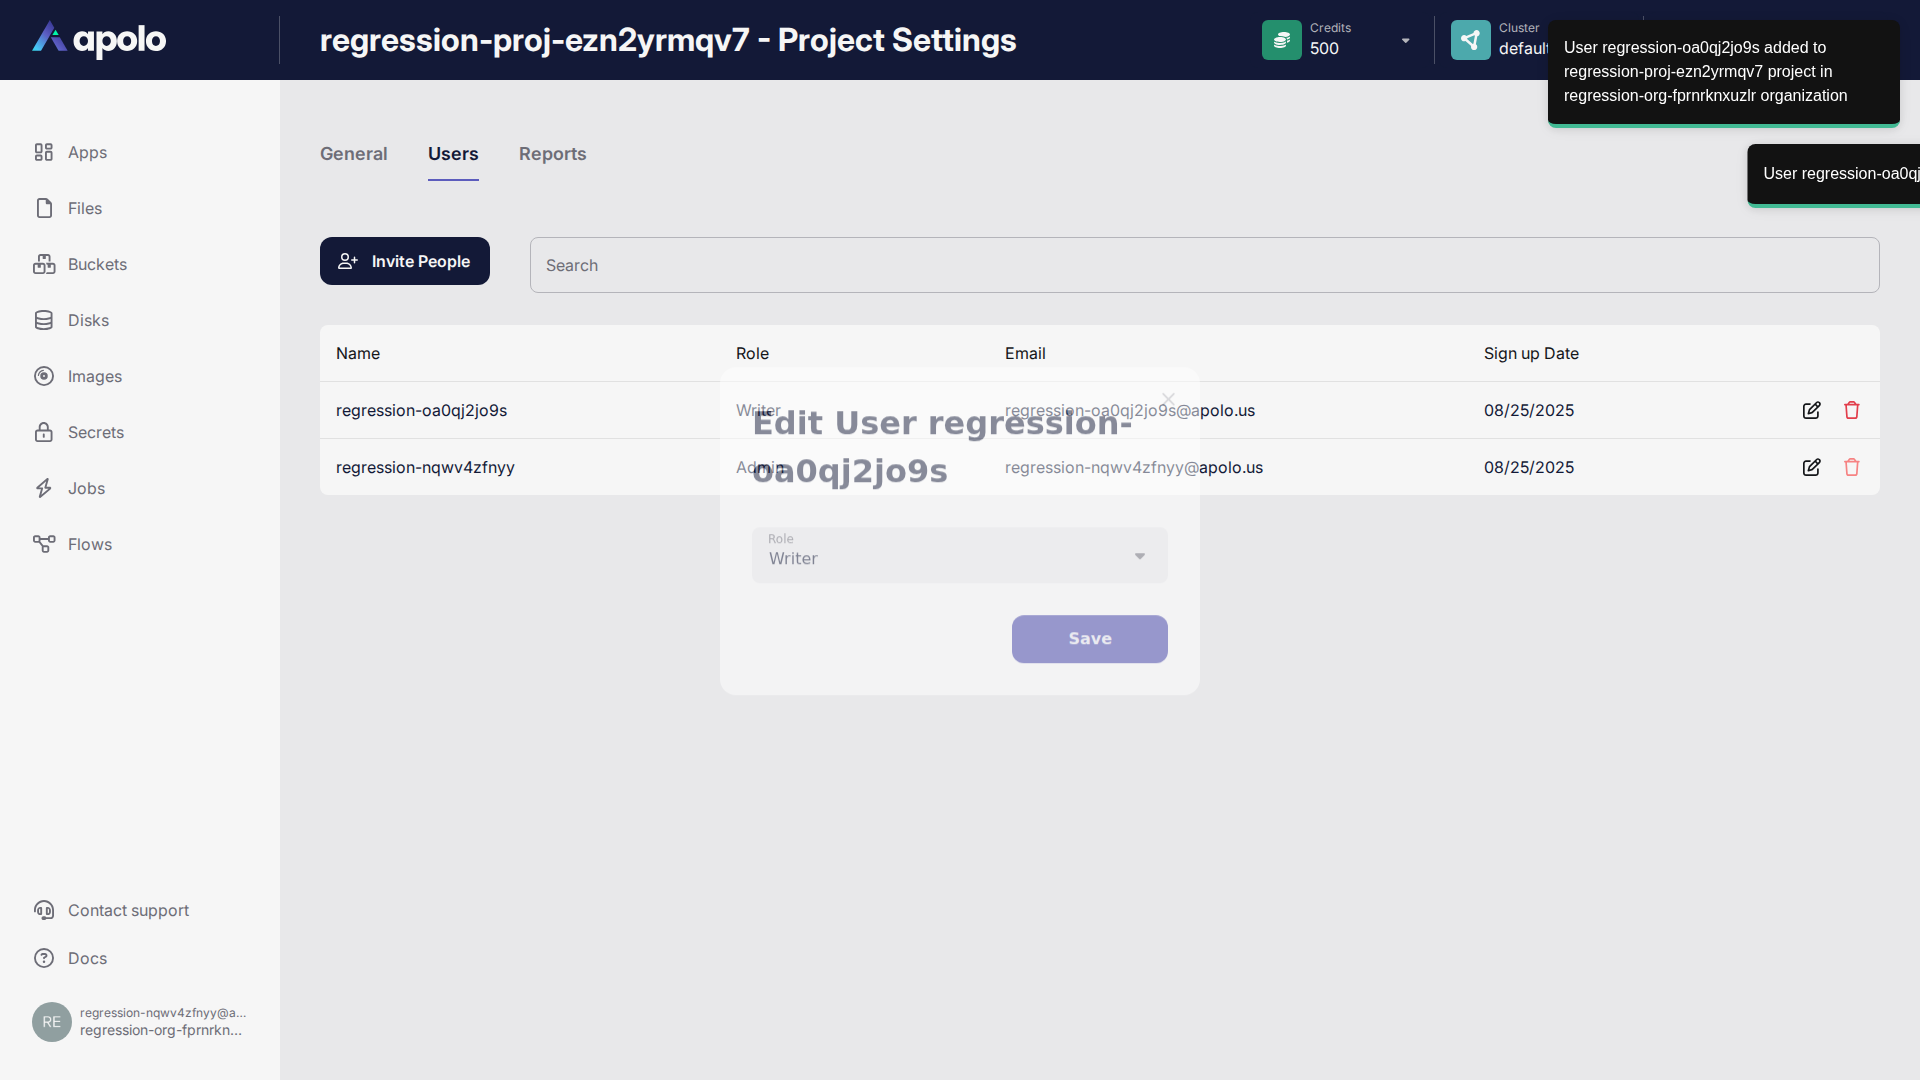 apolo
regression-proj-ezn2yrmqv7 - Project Settings
Credits
500
Cluster
default
User regression-oa0qj2jo9s added to
regression-proj-ezn2yrmqv7 project in
regression-org-fprnrknxuzlr organization
User regression-oa0qj
Apps
Files
Buckets
Disks
Images
Secrets
Jobs
Flows
Contact support
Docs
RE
regression-nqwv4zfnyy@a...
regression-org-fprnrkn...
General
Users
Reports
Invite People
Search
Name Role Email Sign up Date
regression-oa0qj2jo9s Writer regression-oa0qj2jo9s@apolo.us 08/25/2025
regression-nqwv4zfnyy Admin regression-nqwv4zfnyy@apolo.us 08/25/2025
Edit User regression-
oa0qj2jo9s
Role
Writer
Save